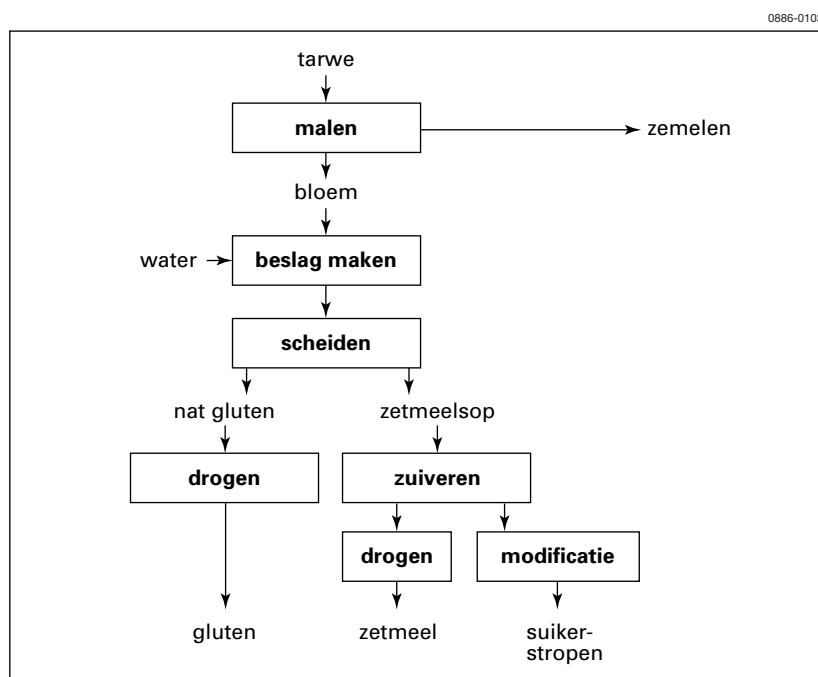 0886-0103
tarwe
malen
zemelen
bloem
water
beslag maken
scheiden
nat gluten
zetmeelsop
drogen
zuiveren
drogen
modificatie
gluten
zetmeel
suiker-
stropen